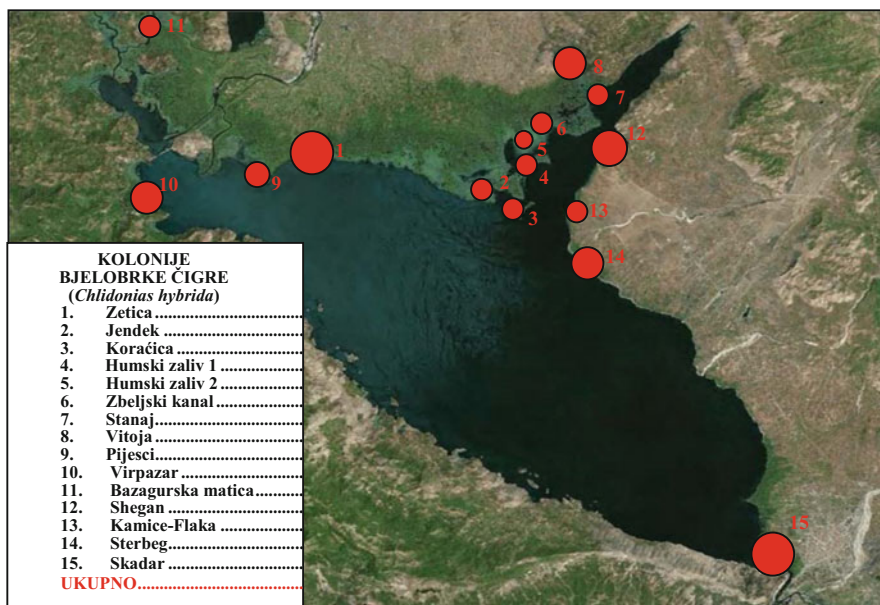 11
8
7
6
12
5
1
4
9
2
10
3
13
14
15
KOLONIJE
BJELOBRKE ČIGRE
(Chlidonias hybrida)
1. Zetica................................
2. Jendek................................
3. Koraćica.............................
4. Humski zaliv 1..................
5. Humski zaliv 2..................
6. Zbeljski kanal...................
7. Stanaj................................
8. Vitoja................................
9. Pijesci...............................
10. Virpazar..........................
11. Bazagurska matica.........
12. Shegan.............................
13. Kamice-Flaka.................
14. Sterbeg............................
15. Skadar.............................
UKUPNO................................